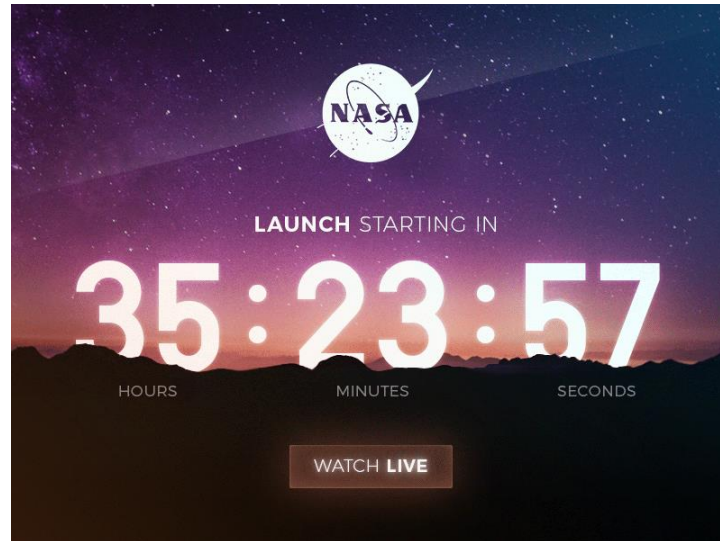 NASA
LAUNCH STARTING IN
35:23:57
HOURS MINUTES SECONDS
WATCH LIVE